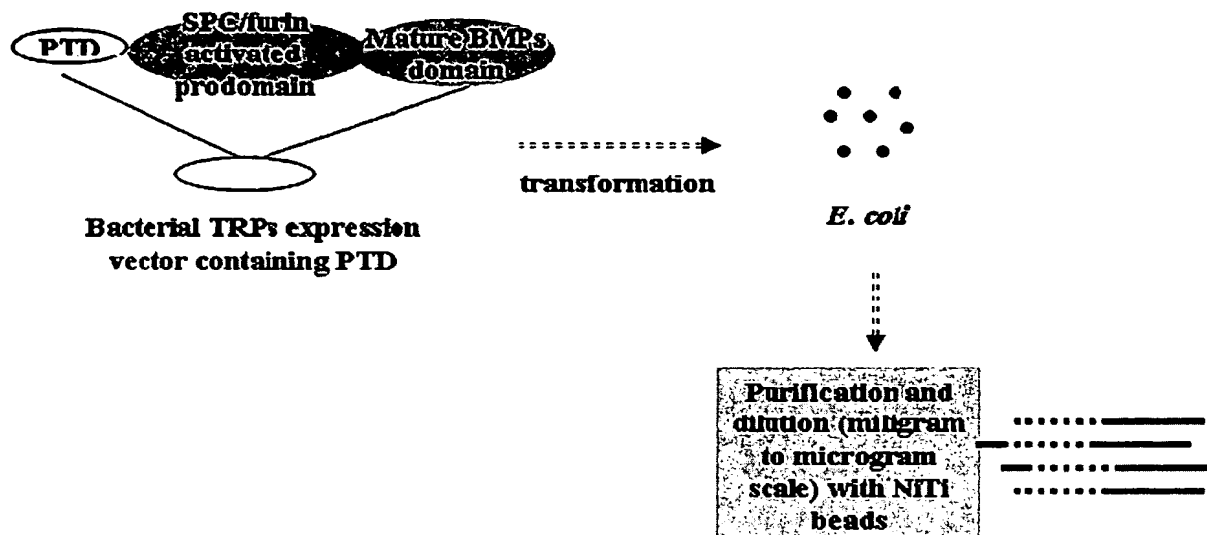 PTD
SPC/furin
activated
prodomain
Mature BMPs
domain
transformation
E. coli
Bacterial TRPs expression
vector containing PTD
Purification and
dilution (miligram
to microgram
scale) with NiTi
beads